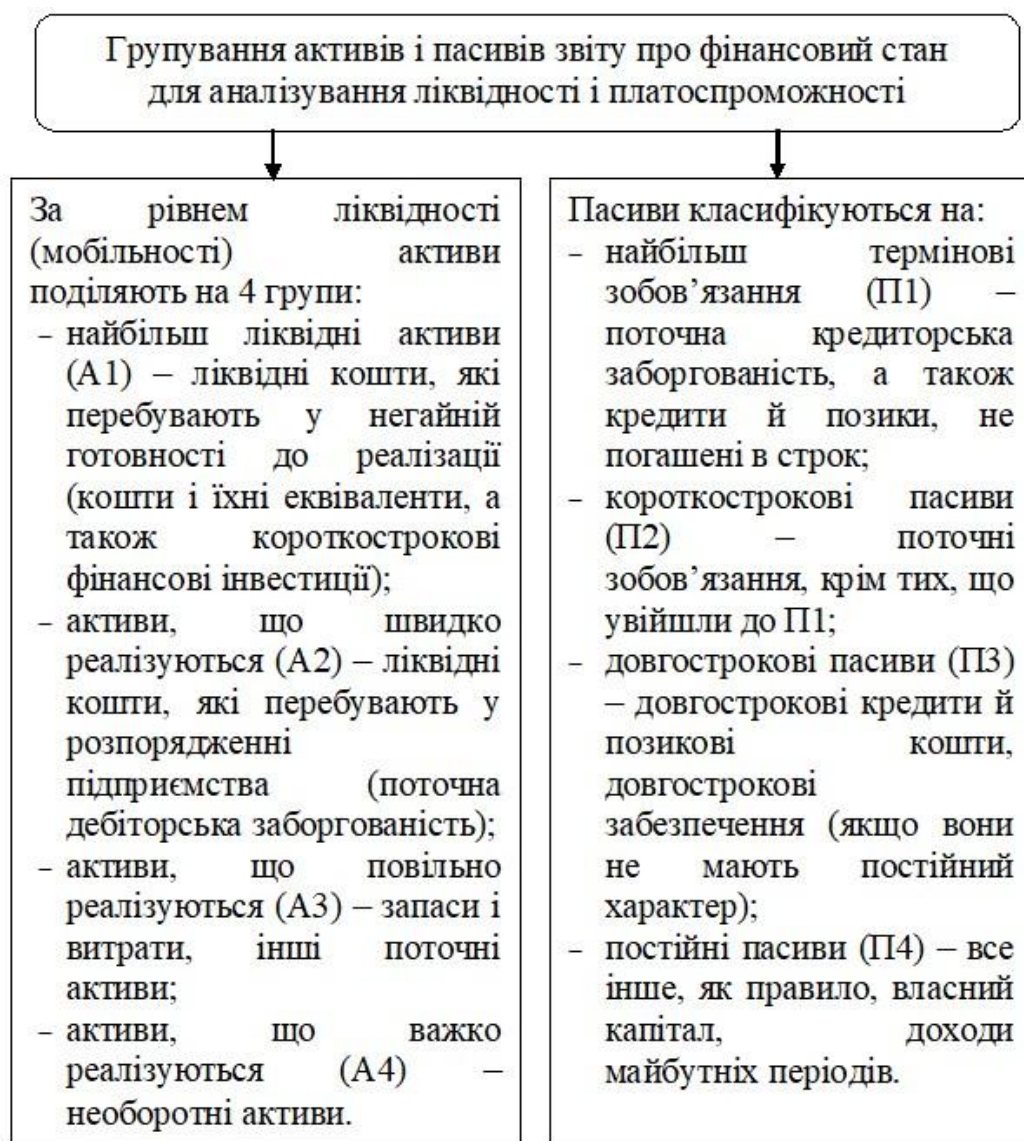 Групування активів і пасивів звіту про фінансовий стан
для аналізування ліквідності і платоспроможності
За рівнем ліквідності
(мобільності) активи
поділяють на 4 групи:
– найбільш ліквідні активи
(А1) – ліквідні кошти, які
перебувають у негайній
готовності до реалізації
(кошти і їхні еквіваленти, а
також короткострокові
фінансові інвестиції);
– активи, що швидко
реалізуються (А2) – ліквідні
кошти, які перебувають у
розпорядженні
підприємства (поточна
дебіторська заборгованість);
– активи, що повільно
реалізуються (А3) – запаси і
витрати, інші поточні
активи;
– активи, що важко
реалізуються (А4) –
необоротні активи.
Пасиви класифікуються на:
– найбільш термінові
зобов’язання (П1) –
поточна кредиторська
заборгованість, а також
кредити й позики, не
погашені в строк;
– короткострокові пасиви
(П2) – поточні
зобов’язання, крім тих, що
увійшли до П1;
– довгострокові пасиви (П3)
– довгострокові кредити й
позикові кошти,
довгострокові
забезпечення (якщо вони
не мають постійний
характер);
– постійні пасиви (П4) – все
інше, як правило, власний
капітал, доходи
майбутніх періодів.